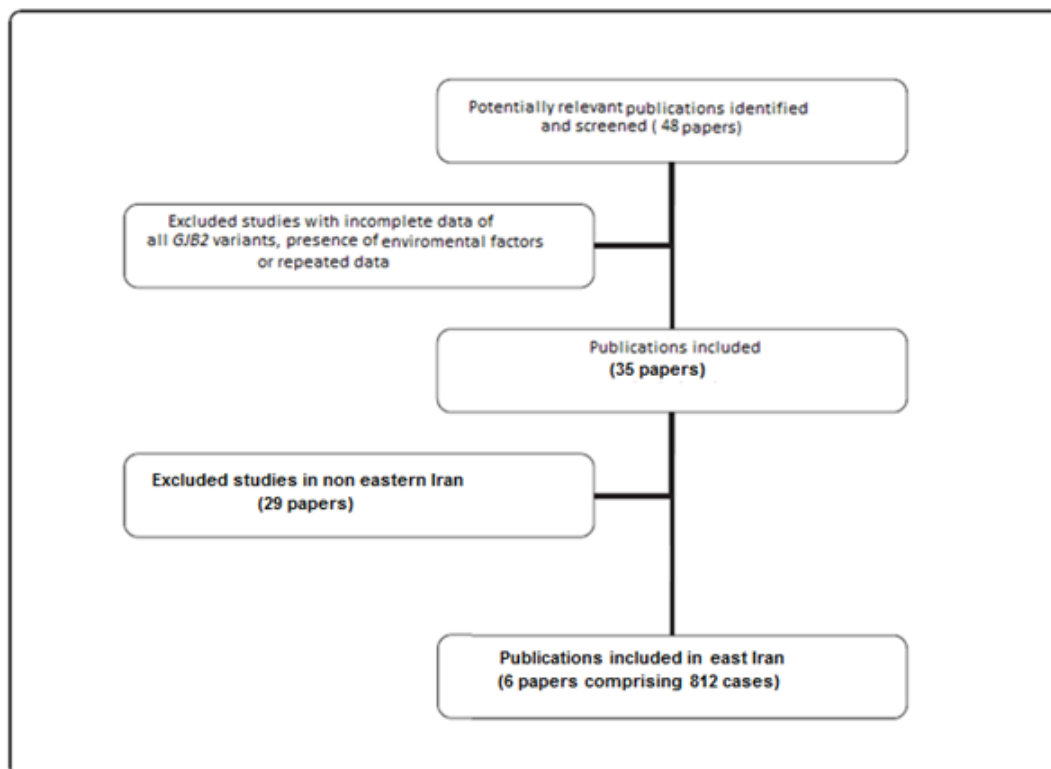 Potentially relevant publications identified
and screened ( 48 papers)
Excluded studies with incomplete data of
all GJB2 variants, presence of enviromental factors
or repeated data
Publications included
(35 papers)
Excluded studies in non eastern Iran
(29 papers)
Publications included in east Iran
(6 papers comprising 812 cases)